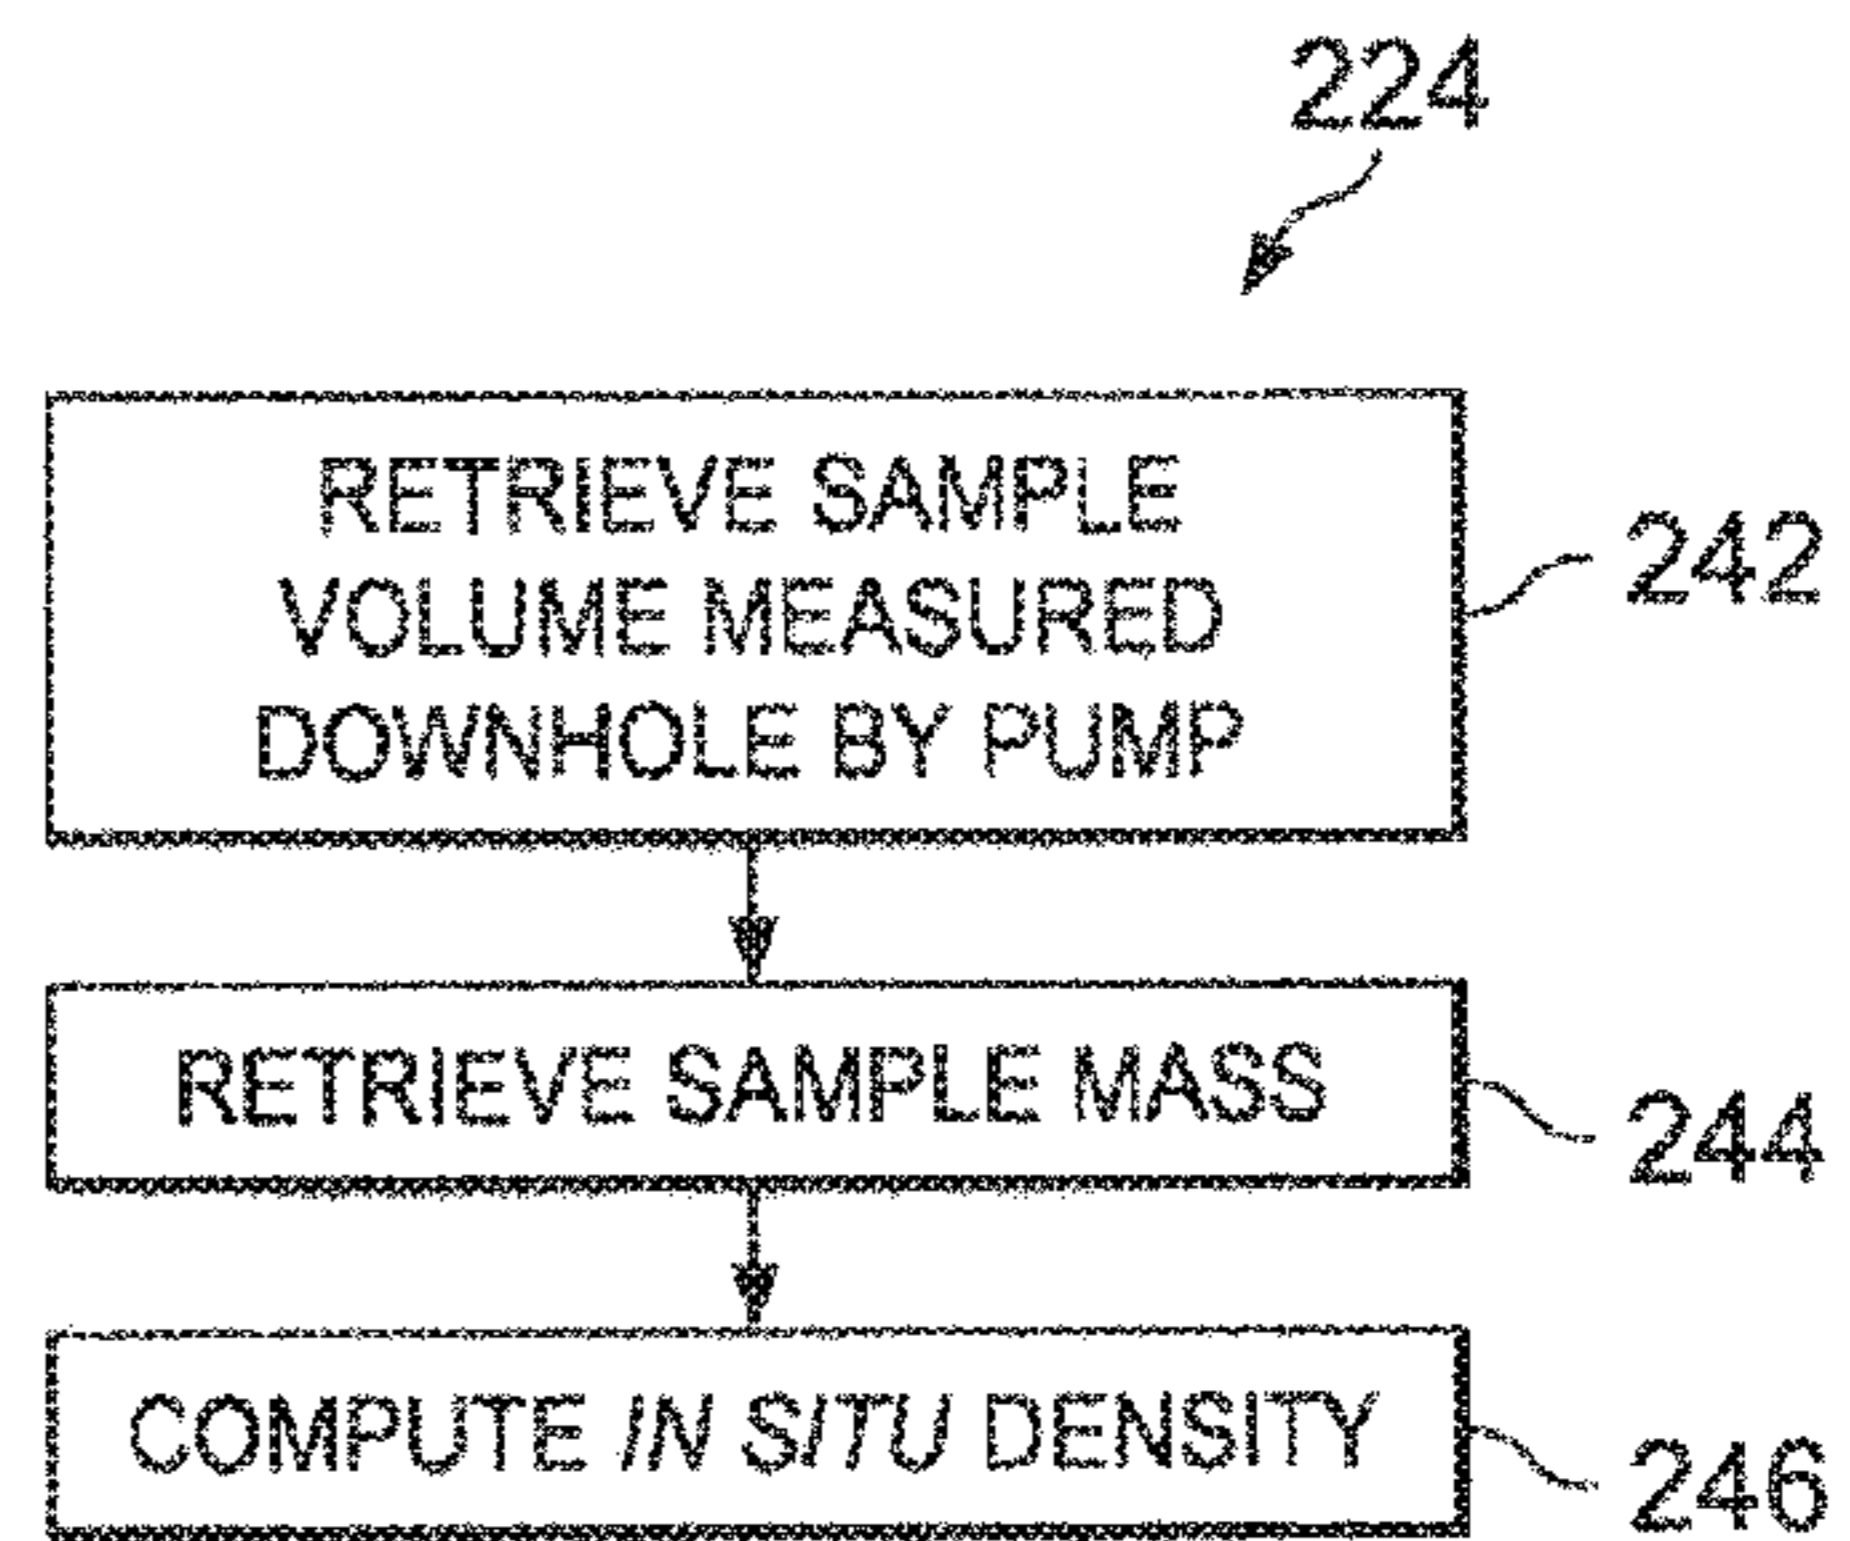 224
RETRIEVE SAMPLE
VOLUME MEASURED
DOWNHOLE BY PUMP
242
RETRIEVE SAMPLE MASS
244
COMPUTE IN SITU DENSITY
246